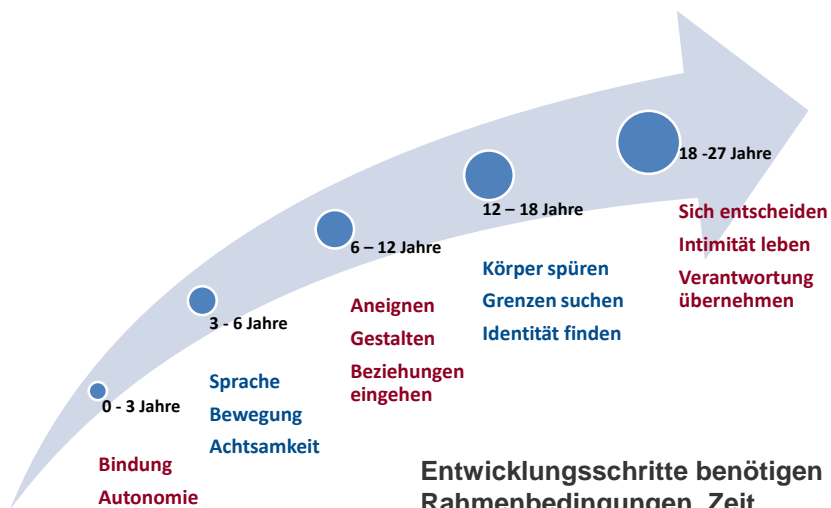 0 - 3 Jahre
Bindung
Autonomie
3 - 6 Jahre
Sprache
Bewegung
Achtsamkeit
6 – 12 Jahre
Aneignen
Gestalten
Beziehungen
eingehen
12 – 18 Jahre
Körper spüren
Grenzen suchen
Identität finden
18 -27 Jahre
Sich entscheiden
Intimität leben
Verantwortung
übernehmen
Entwicklungsschritte benötigen
Rahmenbedingungen, Zeit